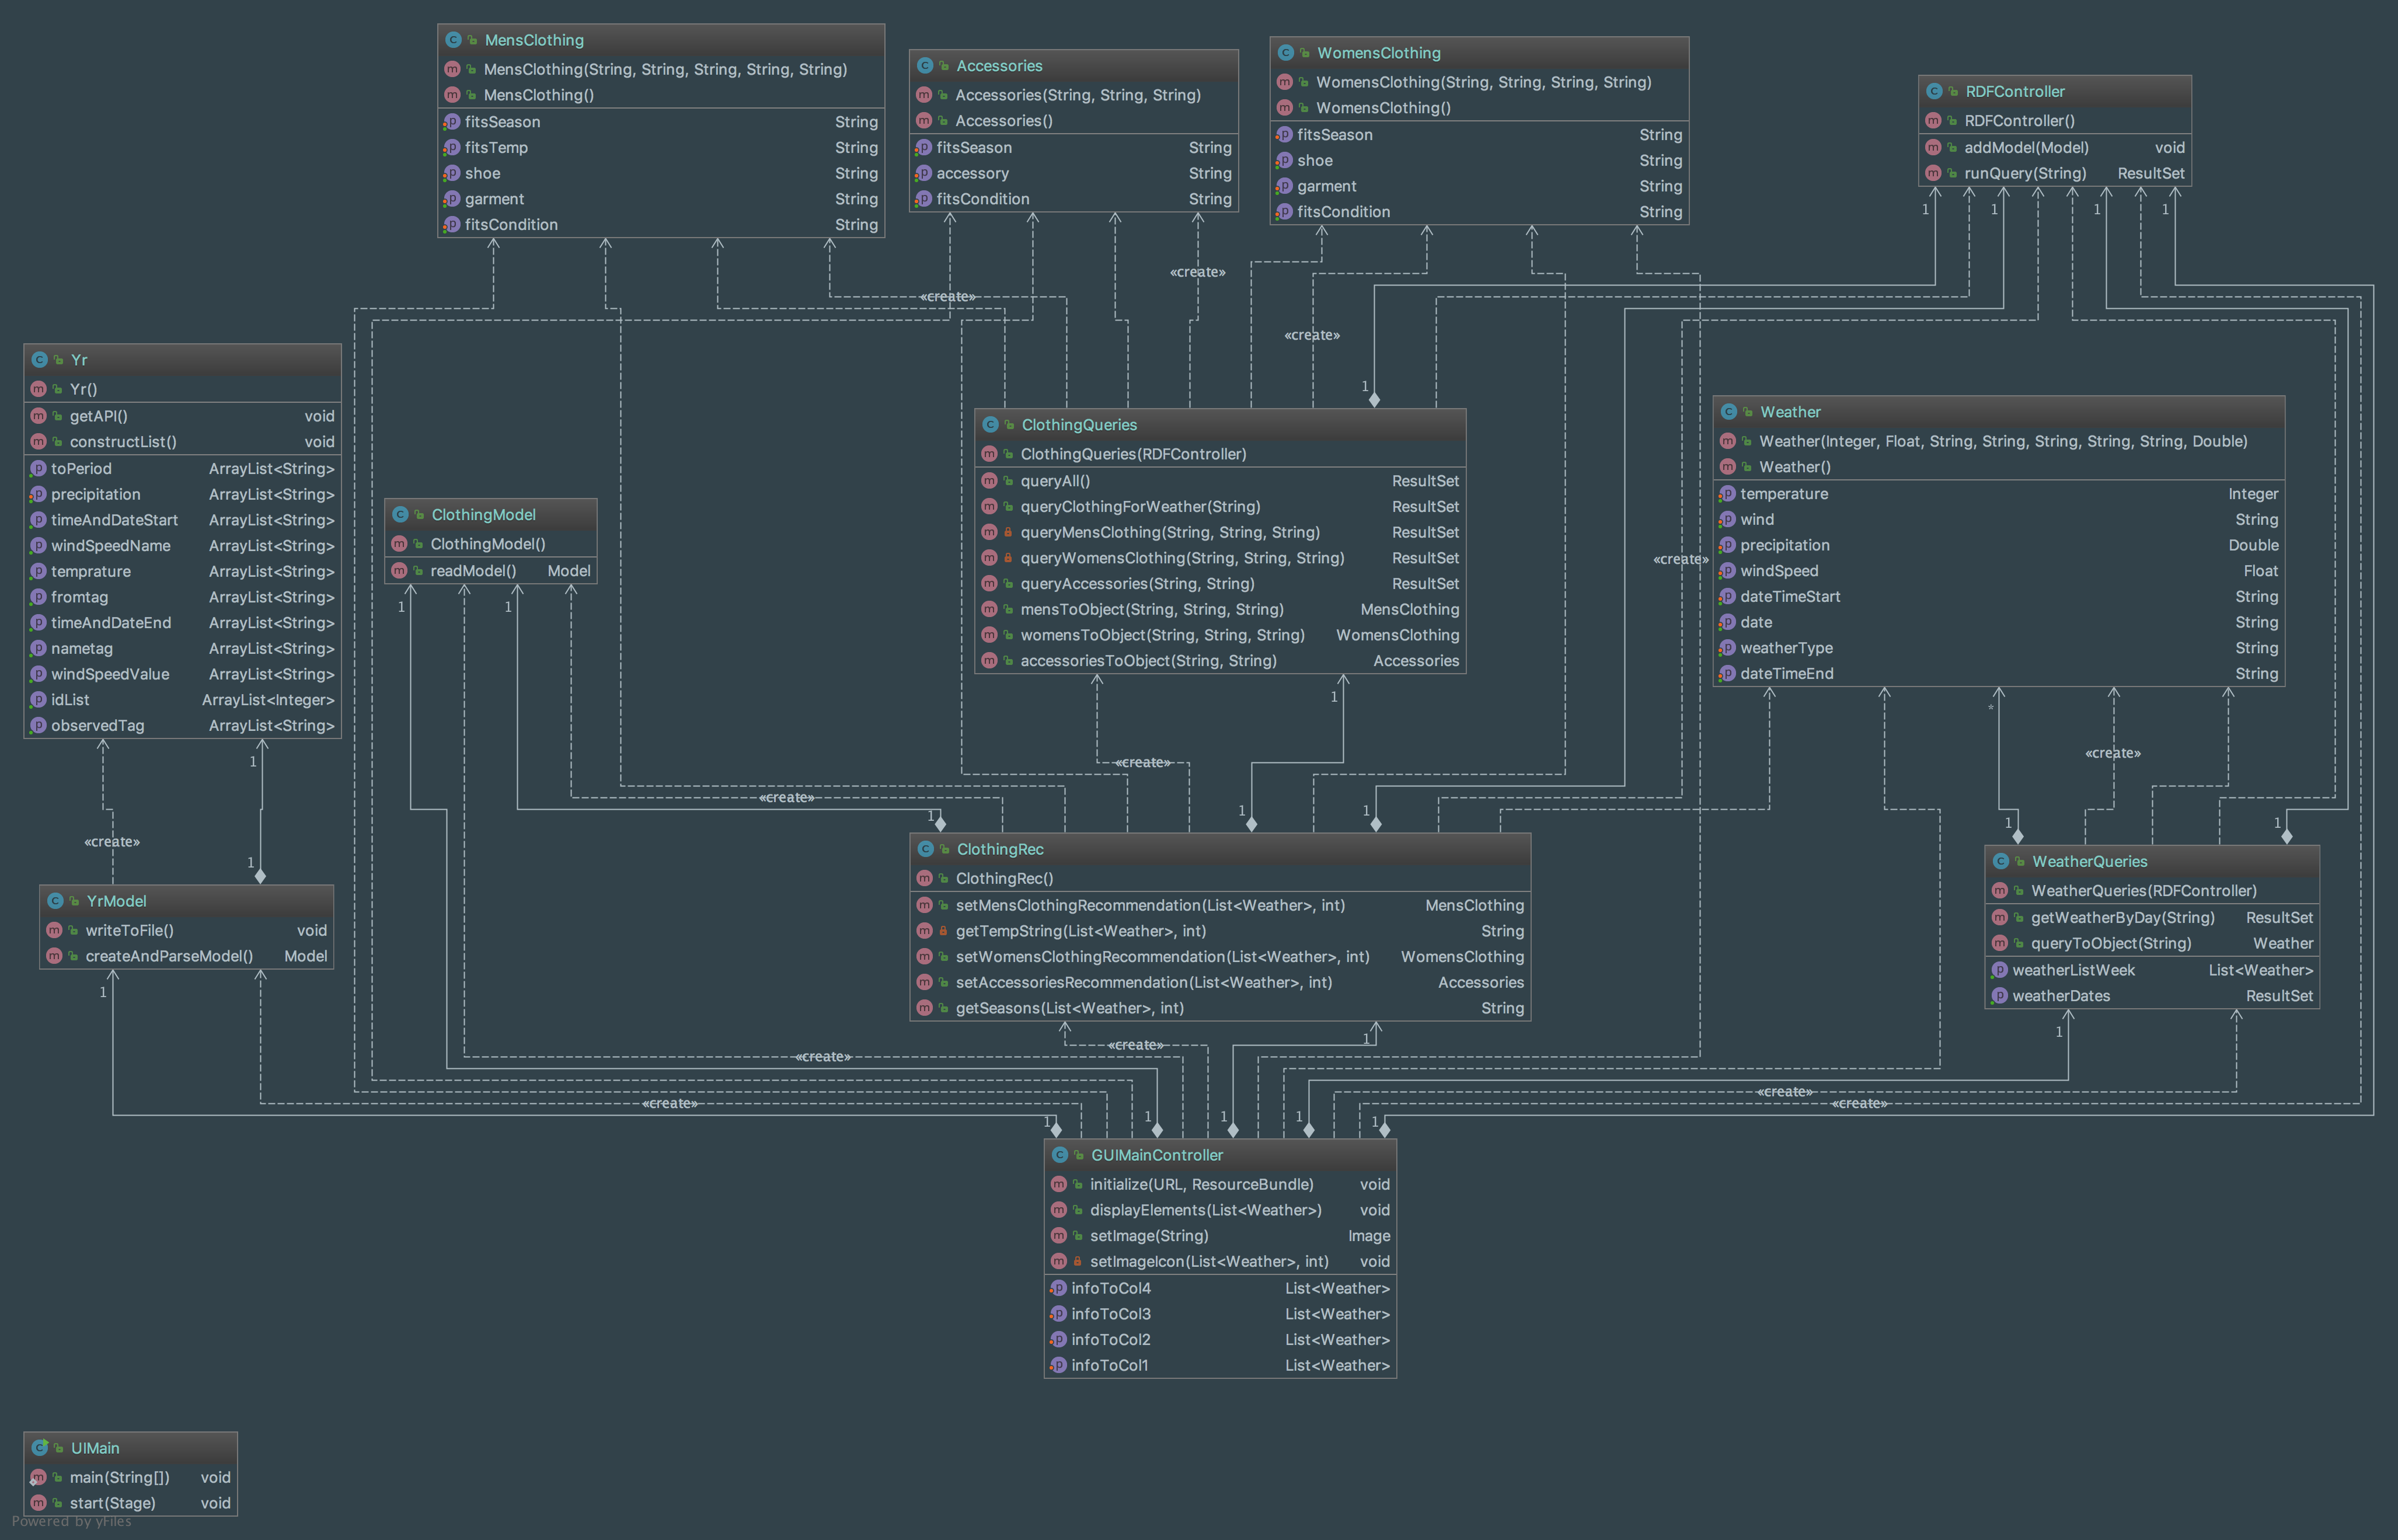 MensClothing
MensClothing(String, String, String, String, String)
MensClothing()
fitsSeason String
fitsTemp String
shoe String
garment String
fitsCondition String
Accessories
Accessories(String, String, String)
Accessories()
fitsSeason String
accessory String
fitsCondition String
WomensClothing
WomensClothing(String, String, String, String)
WomensClothing()
fitsSeason String
shoe String
garment String
fitsCondition String
RDFController
RDFController()
addModel(Model) void
runQuery(String) ResultSet
1 1 1 1
«create»
«create»
«create»
1
Yr
Yr()
getAPI() void
constructList() void
toPeriod ArrayList<String>
precipitation ArrayList<String>
timeAndDateStart ArrayList<String>
windSpeedName ArrayList<String>
temprature ArrayList<String>
fromtag ArrayList<String>
timeAndDateEnd ArrayList<String>
nametag ArrayList<String>
windSpeedValue ArrayList<String>
idList ArrayList<Integer>
observedTag ArrayList<String>
ClothingModel
ClothingModel()
readModel() Model
1 1
ClothingQueries
ClothingQueries(RDFController)
queryAll() ResultSet
queryClothingForWeather(String) ResultSet
queryMensClothing(String, String, String) ResultSet
queryWomensClothing(String, String, String) ResultSet
queryAccessories(String, String) ResultSet
mensToObject(String, String, String) MensClothing
womensToObject(String, String, String) WomensClothing
accessoriesToObject(String, String) Accessories
1
«create»
Weather
Weather(Integer, Float, String, String, String, String, String, Double)
Weather()
temperature Integer
wind String
precipitation Double
windSpeed Float
dateTimeStart String
date String
weatherType String
dateTimeEnd String
*
«create»
1
«create»
«create»
1 1 1
1 1
«create»
1
YrModel
writeToFile() void
createAndParseModel() Model
1
ClothingRec
ClothingRec()
setMensClothingRecommendation(List<Weather>, int) MensClothing
getTempString(List<Weather>, int) String
setWomensClothingRecommendation(List<Weather>, int) WomensClothing
setAccessoriesRecommendation(List<Weather>, int) Accessories
getSeasons(List<Weather>, int) String
WeatherQueries
WeatherQueries(RDFController)
getWeatherByDay(String) ResultSet
queryToObject(String) Weather
weatherListWeek List<Weather>
weatherDates ResultSet
1
1
«create»
«create»
«create»
«create»
«create»
1 1 1 1 1
GUIMainController
initialize(URL, ResourceBundle) void
displayElements(List<Weather>) void
setImage(String) Image
setImageIcon(List<Weather>, int) void
infoToCol4 List<Weather>
infoToCol3 List<Weather>
infoToCol2 List<Weather>
infoToCol1 List<Weather>
UIMain
main(String[]) void
start(Stage) void
Powered by yFiles